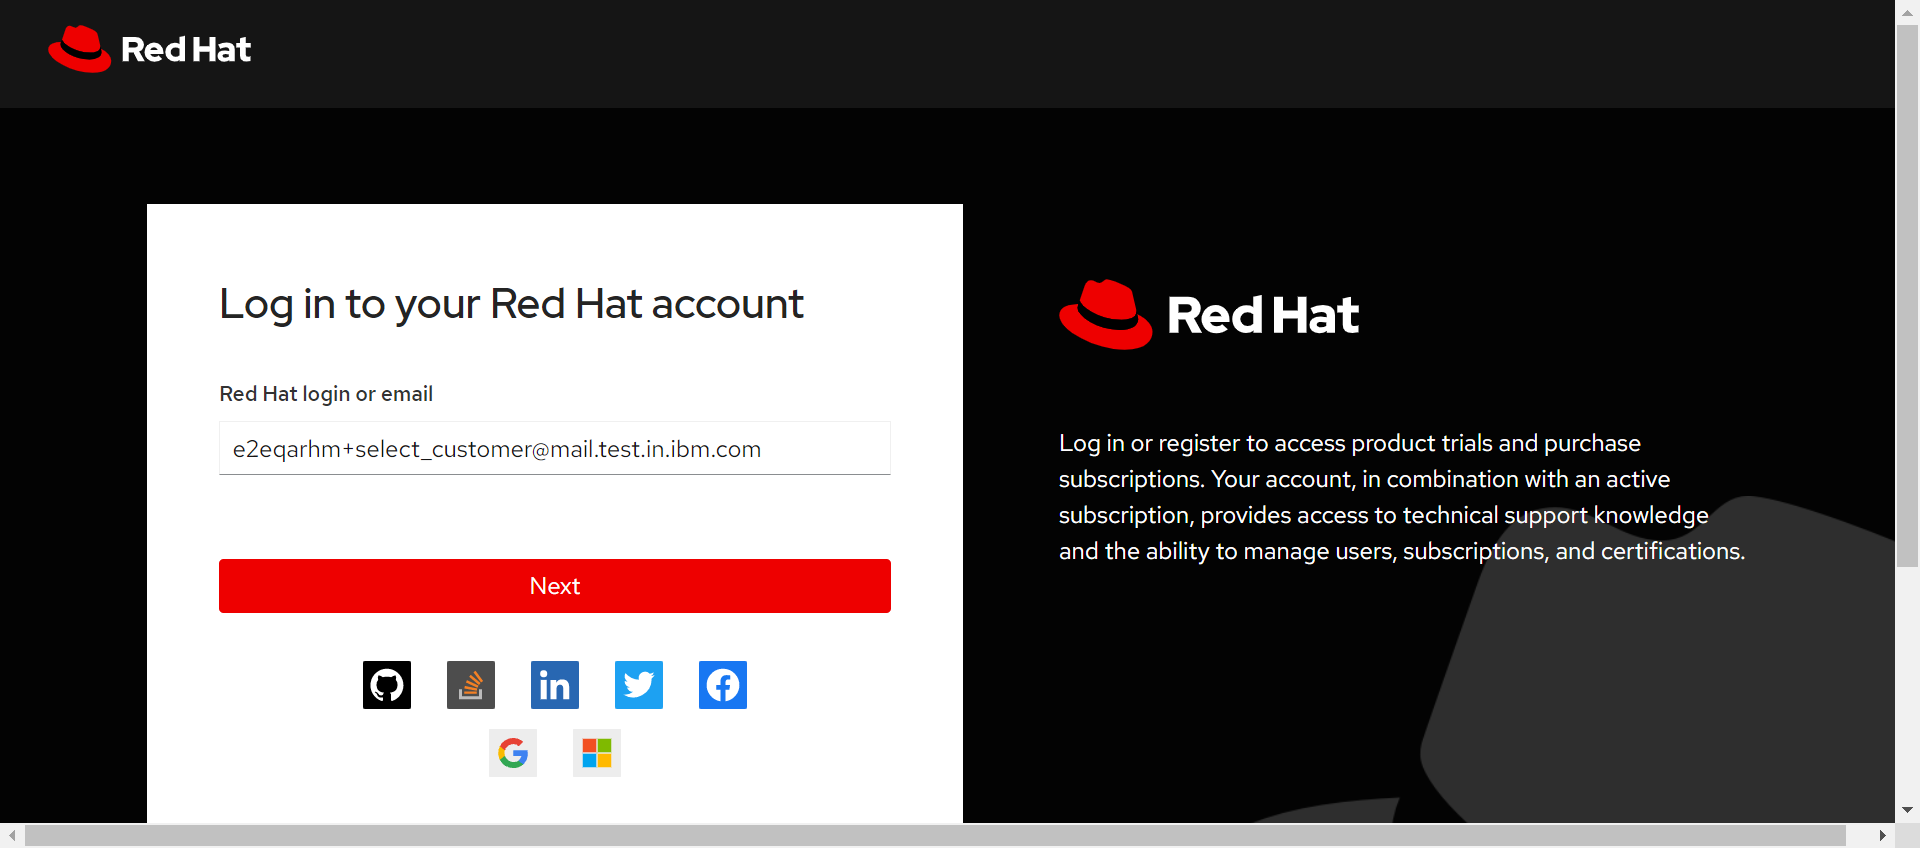 Red Hat
Log in to your Red Hat account
Red Hat login or email
e2eqarhm+select_customer@mail.test.in.ibm.com
Next
in
Red Hat
Log in or register to access product trials and purchase
subscriptions. Your account, in combination with an active
subscription, provides access to technical support knowledge
and the ability to manage users, subscriptions, and certifications.